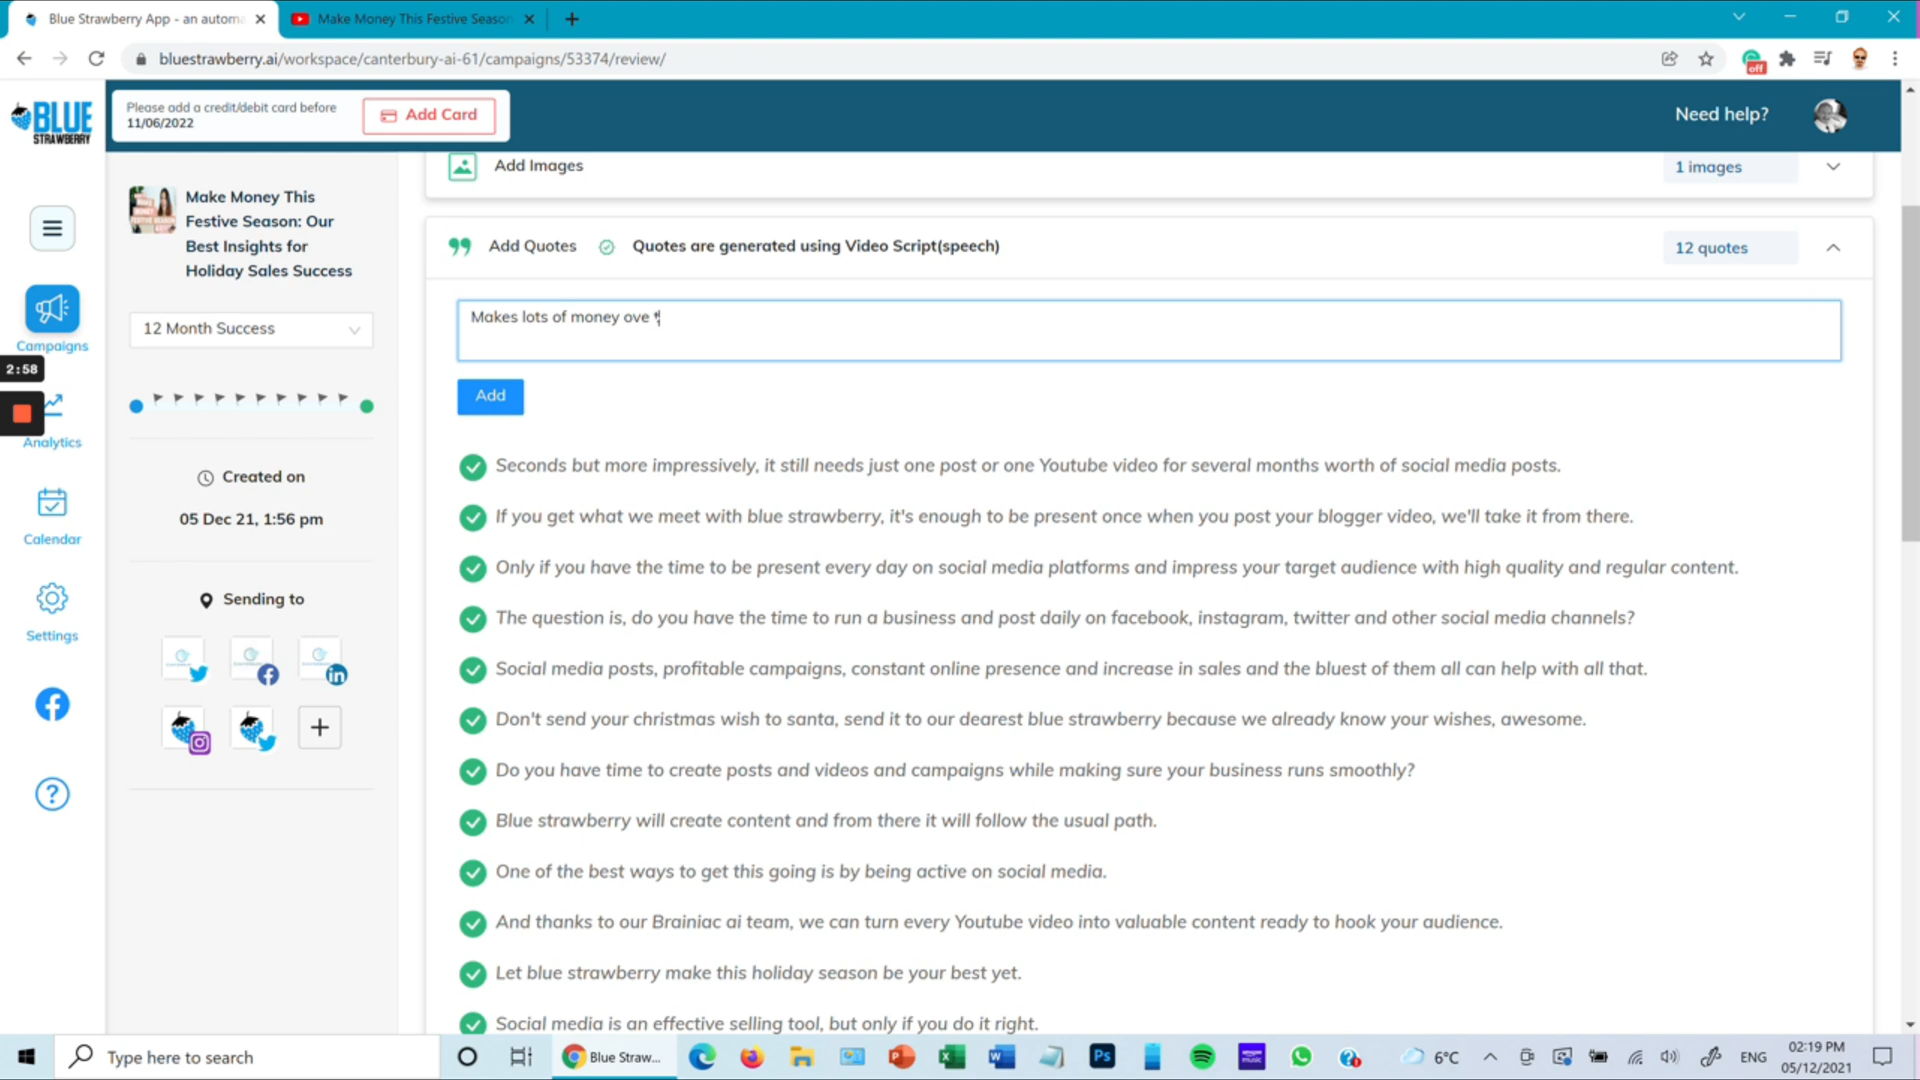 Blue Strawberry App - an autom
Make Money This Festive Season
bluestrawberry.ai/workspace/canterbury-ai-61/campaigns/53374/review/
off
BLUE
STRAWBERRY
Please add a credit/debit card before
11/06/2022
Add Card
Need help?
Make Money This
Festive Season: Our
Best Insights for
Holiday Sales Success
12 Month Success
Created on
05 Dec 21, 1:56 pm
Sending to
Campaigns
2:58
Analytics
Calendar
Settings
Add Images
1 images
Add Quotes
Quotes are generated using Video Script(speech)
12 quotes
Makes lots of money ove t
Add
Seconds but more impressively, it still needs just one post or one Youtube video for several months worth of social media posts.
If you get what we meet with blue strawberry, it's enough to be present once when you post your blogger video, we'll take it from there.
Only if you have the time to be present every day on social media platforms and impress your target audience with high quality and regular content.
The question is, do you have the time to run a business and post daily on facebook, instagram, twitter and other social media channels?
Social media posts, profitable campaigns, constant online presence and increase in sales and the bluest of them all can help with all that.
Don't send your christmas wish to santa, send it to our dearest blue strawberry because we already know your wishes, awesome.
Do you have time to create posts and videos and campaigns while making sure your business runs smoothly?
Blue strawberry will create content and from there it will follow the usual path.
One of the best ways to get this going is by being active on social media.
And thanks to our Brainiac ai team, we can turn every Youtube video into valuable content ready to hook your audience.
Let blue strawberry make this holiday season be your best yet.
Social media is an effective selling tool, but only if you do it right.
Type here to search
Blue Straw...
6°C
ENG
02:19 PM
05/12/2021